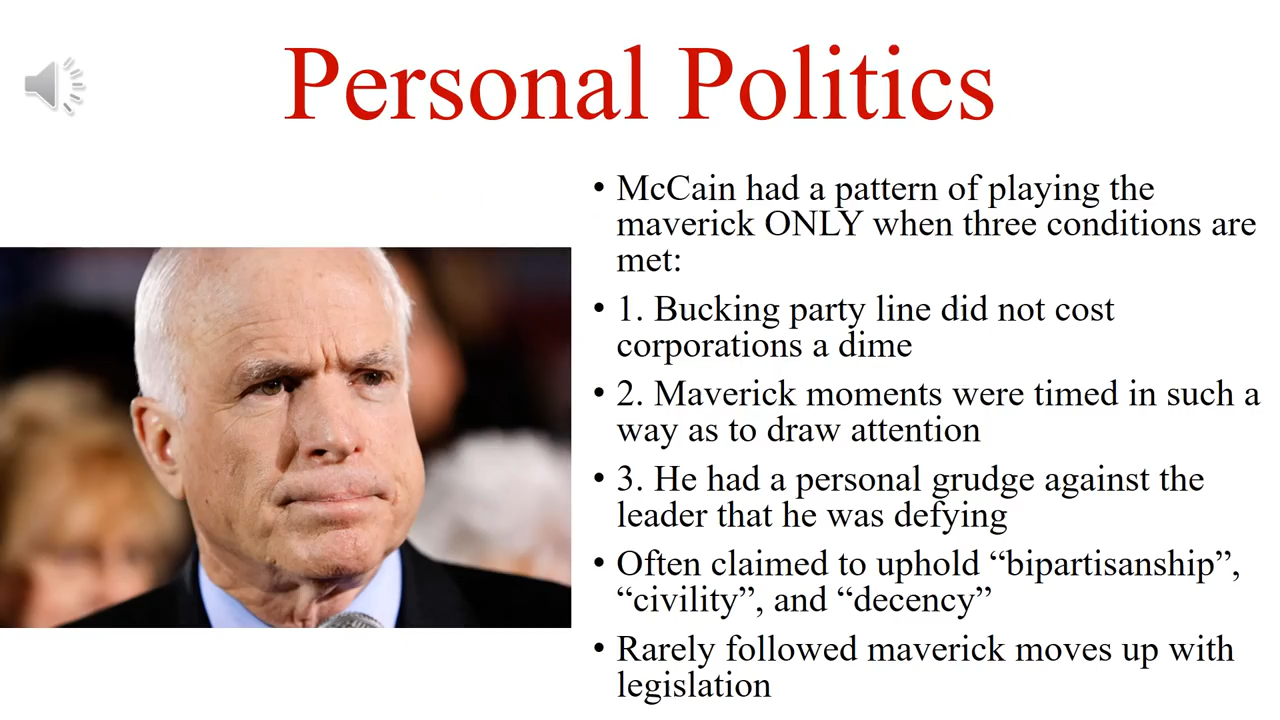 Personal Politics
• McCain had a pattern of playing the
maverick ONLY when three conditions are
met:
• 1. Bucking party line did not cost
corporations a dime
• 2. Maverick moments were timed in such a
way as to draw attention
• 3. He had a personal grudge against the
leader that he was defying
• Often claimed to uphold “bipartisanship”,
“civility”, and “decency”
• Rarely followed maverick moves up with
legislation